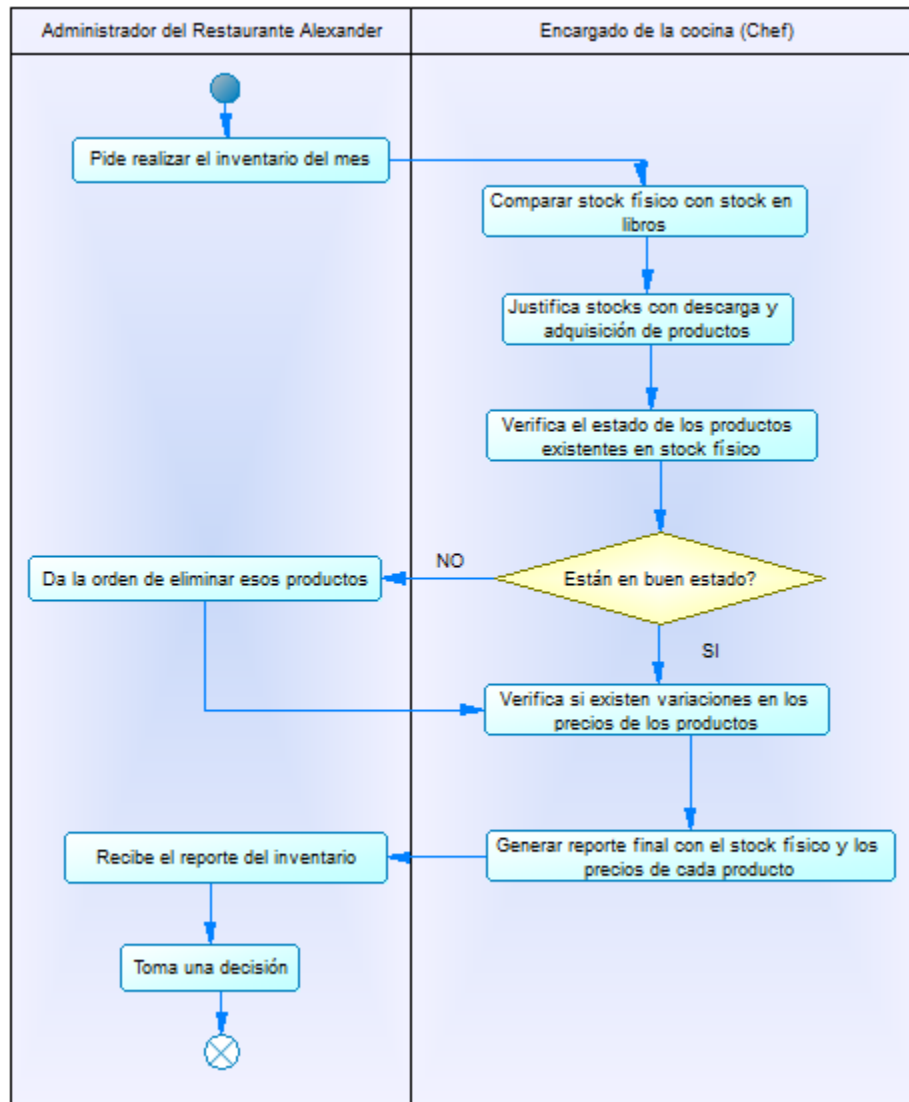 Administrador del Restaurante Alexander
Encargado de la cocina (Chef)
Pide realizar el inventario del mes
Comparar stock físico con stock en
libros
Justifica stocks con descarga y
adquisición de productos
Verifica el estado de los productos
existentes en stock físico
Están en buen estado?
NO
Da la orden de eliminar esos productos
SI
Verifica si existen variaciones en los
precios de los productos
Generar reporte final con el stock físico y los
precios de cada producto
Recibe el reporte del inventario
Toma una decisión